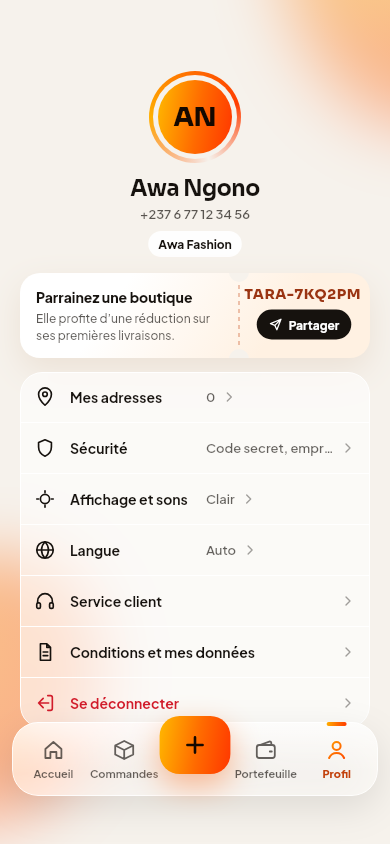 AN
Awa Ngono
+237 6 77 12 34 56
Awa Fashion
Parrainez une boutique
Elle profite d'une réduction sur
ses premières livraisons.
TARA-7KQ2PM
Partager
Mes adresses 0
Sécurité Code secret, empr…
Affichage et sons Clair
Langue Auto
Service client
Conditions et mes données
Se déconnecter
Accueil Commandes Portefeuille Profil